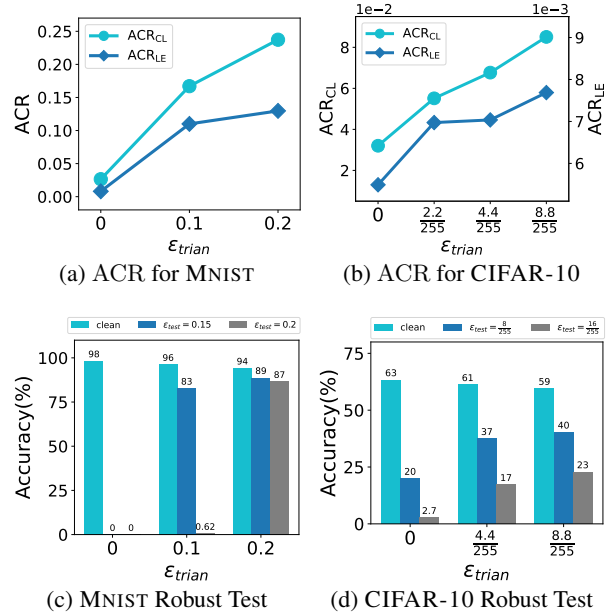 ACR_CL
ACR_LE
ACR
0.25
0.20
0.15
0.10
0.05
0.00
0 0.1 0.2
ε_trian
(a) ACR for MNIST
1e−2
1e−3
ACR_CL
ACR_LE
ACR_CL
8
6
4
2
ACR_LE
9
8
7
6
0 2.2/255 4.4/255 8.8/255
ε_trian
(b) ACR for CIFAR-10
clean ε_test = 0.15 ε_test = 0.2
Accuracy(%)
100
75
50
25
0
98 0 0
96 83 0.62
94 89 87
0 0.1 0.2
ε_trian
(c) MNIST Robust Test
clean ε_test = 8/255 ε_test = 16/255
Accuracy(%)
75
50
25
0
63 20 2.7
61 37 17
59 40 23
0 4.4/255 8.8/255
ε_trian
(d) CIFAR-10 Robust Test